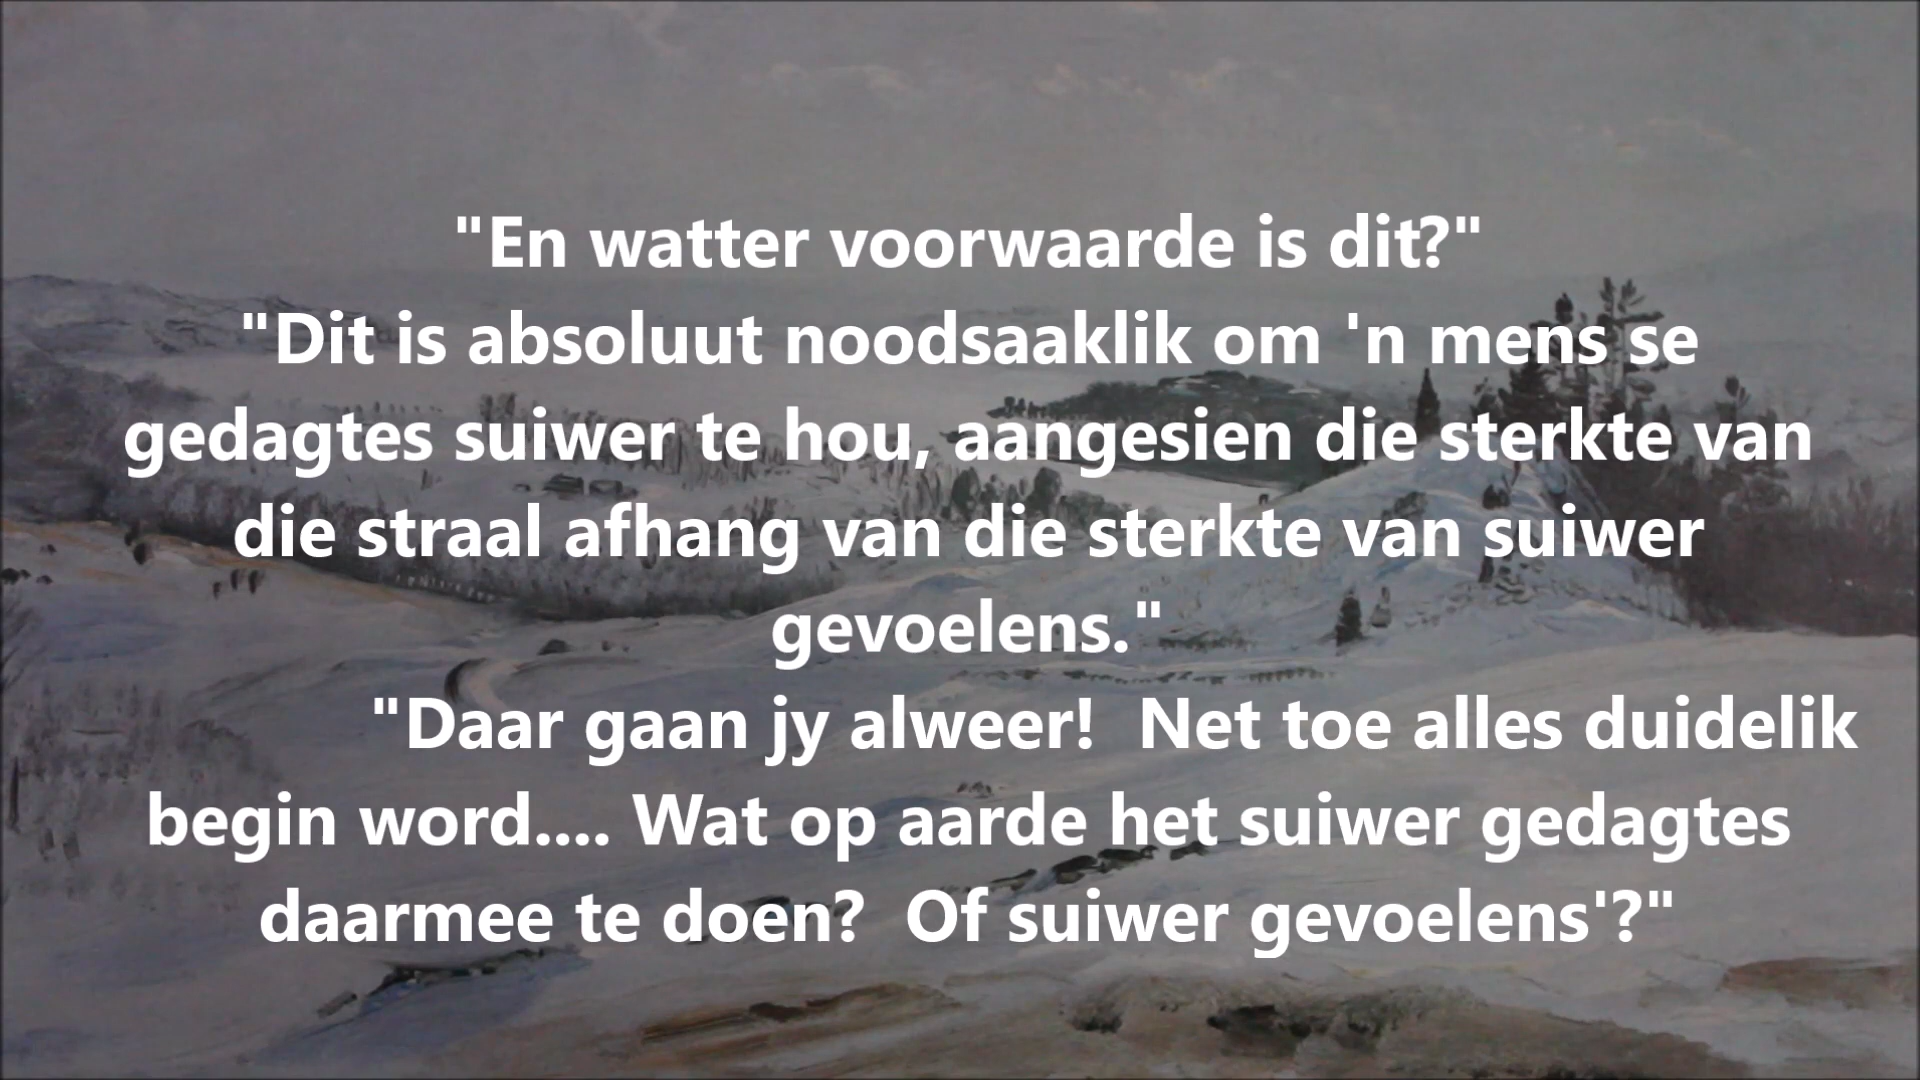 "En watter voorwaarde is dit?"
"Dit is absoluut noodsaaklik om 'n mens se
gedagtes suiwer te hou, aangesien die sterkte van
die straal afhang van die sterkte van suiwer
gevoelens."
"Daar gaan jy alweer!  Net toe alles duidelik
begin word.... Wat op aarde het suiwer gedagtes
daarmee te doen?  Of suiwer gevoelens'?"